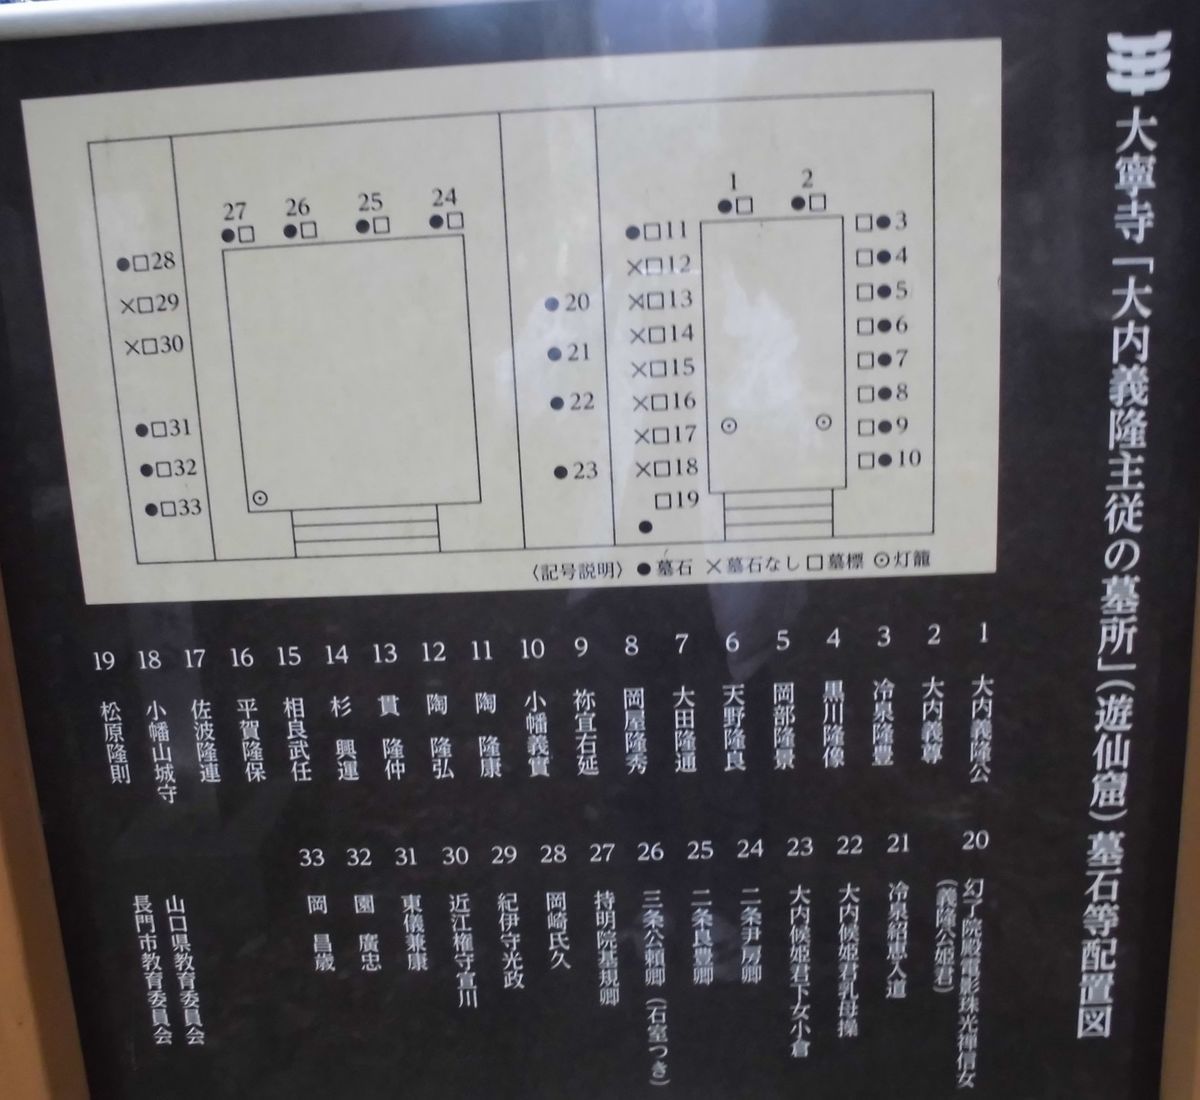 大寧寺「大内義隆主従の墓所」(遊仙窟)墓石等配置図
27 26 25 24
1 2
●□28
×□29
×□30
●□31
●□32
●□33
●20
●21
●22
●23
●□11
×□12
×□13
×□14
×□15
×□16
×□17
×□18
□19
□●3
□●4
□●5
□●6
□●7
□●8
□●9
□●10
〈記号説明〉●墓石 ×墓石なし □墓標 ⊙灯籠
1 大内義隆公
2 大内義尊
3 冷泉隆豊
4 黒川隆像
5 岡部隆景
6 天野隆良
7 大田隆通
8 岡屋隆秀
9 祢宜右延
10 小幡義實
11 陶 隆康
12 陶 隆弘
13 貫 隆仲
14 杉 興運
15 相良武任
16 平賀隆保
17 佐波隆連
18 小幡山城守
19 松原隆則
20 幻了院殿電影珠光禅信女
(義隆公姫君)
21 冷泉紹恵入道
22 大内候姫君乳母操
23 大内候姫君下女小倉
24 二条尹房卿
25 二条良豊卿
26 三条公頼卿(石室つき)
27 持明院基規卿
28 岡崎氏久
29 紀伊守光政
30 近江権守宣川
31 東儀兼康
32 園 廣忠
33 岡 昌歳
山口県教育委員会
長門市教育委員会